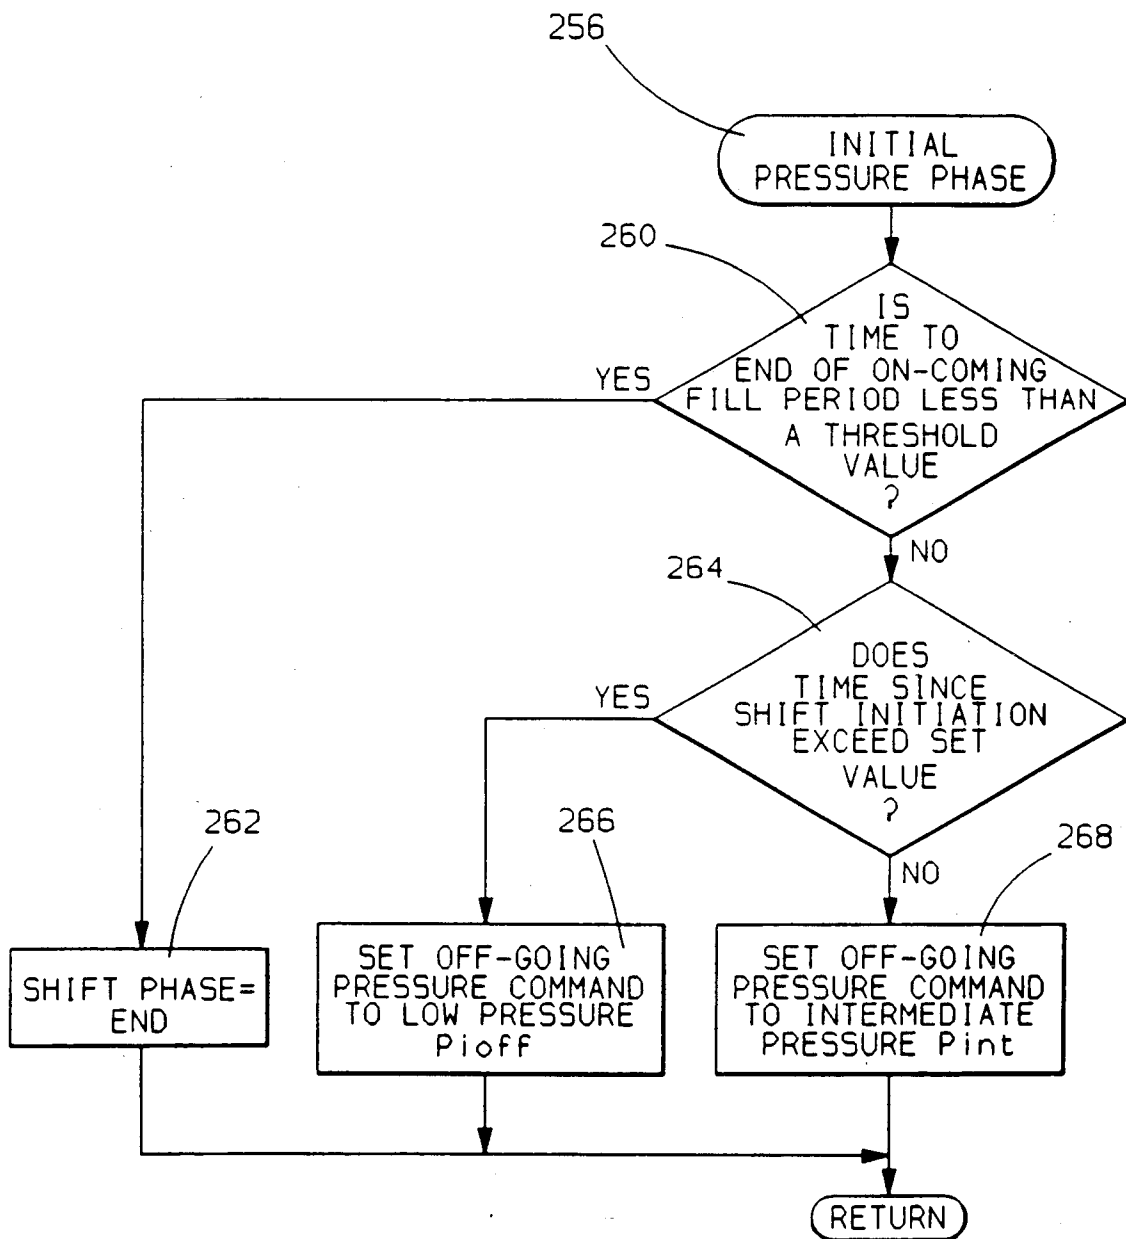 256
INITIAL
PRESSURE PHASE
260
IS
TIME TO
END OF ON-COMING
FILL PERIOD LESS THAN
A THRESHOLD
VALUE
?
YES
NO
264
DOES
TIME SINCE
SHIFT INITIATION
EXCEED SET
VALUE
?
YES
NO
262
SHIFT PHASE=
END
266
SET OFF-GOING
PRESSURE COMMAND
TO LOW PRESSURE
Pioff
268
SET OFF-GOING
PRESSURE COMMAND
TO INTERMEDIATE
PRESSURE Pint
RETURN